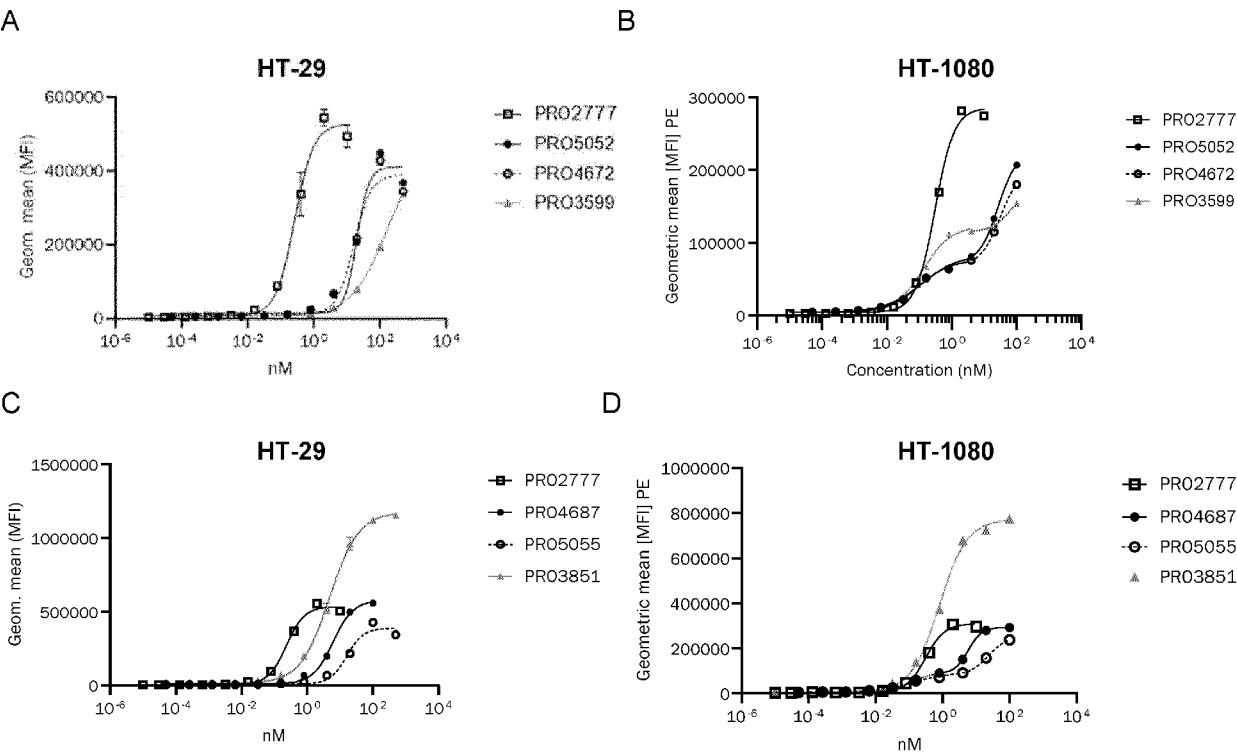 A
HT-29
Geom. mean (MFI)
600000
400000
200000
0
10-6
10-4
10-2
100
102
104
nM
PRO2777
PRO5052
PRO4672
PRO3599
B
HT-1080
Geometric mean [MFI] PE
300000
200000
100000
0
10-6
10-4
10-2
100
102
104
Concentration (nM)
PRO2777
PRO5052
PRO4672
PRO3599
C
HT-29
Geom. mean (MFI)
1500000
1000000
500000
0
10-6
10-4
10-2
100
102
104
nM
PRO2777
PRO4687
PRO5055
PRO3851
D
HT-1080
Geometric mean [MFI] PE
1000000
800000
600000
400000
200000
0
10-6
10-4
10-2
100
102
104
nM
PRO2777
PRO4687
PRO5055
PRO3851